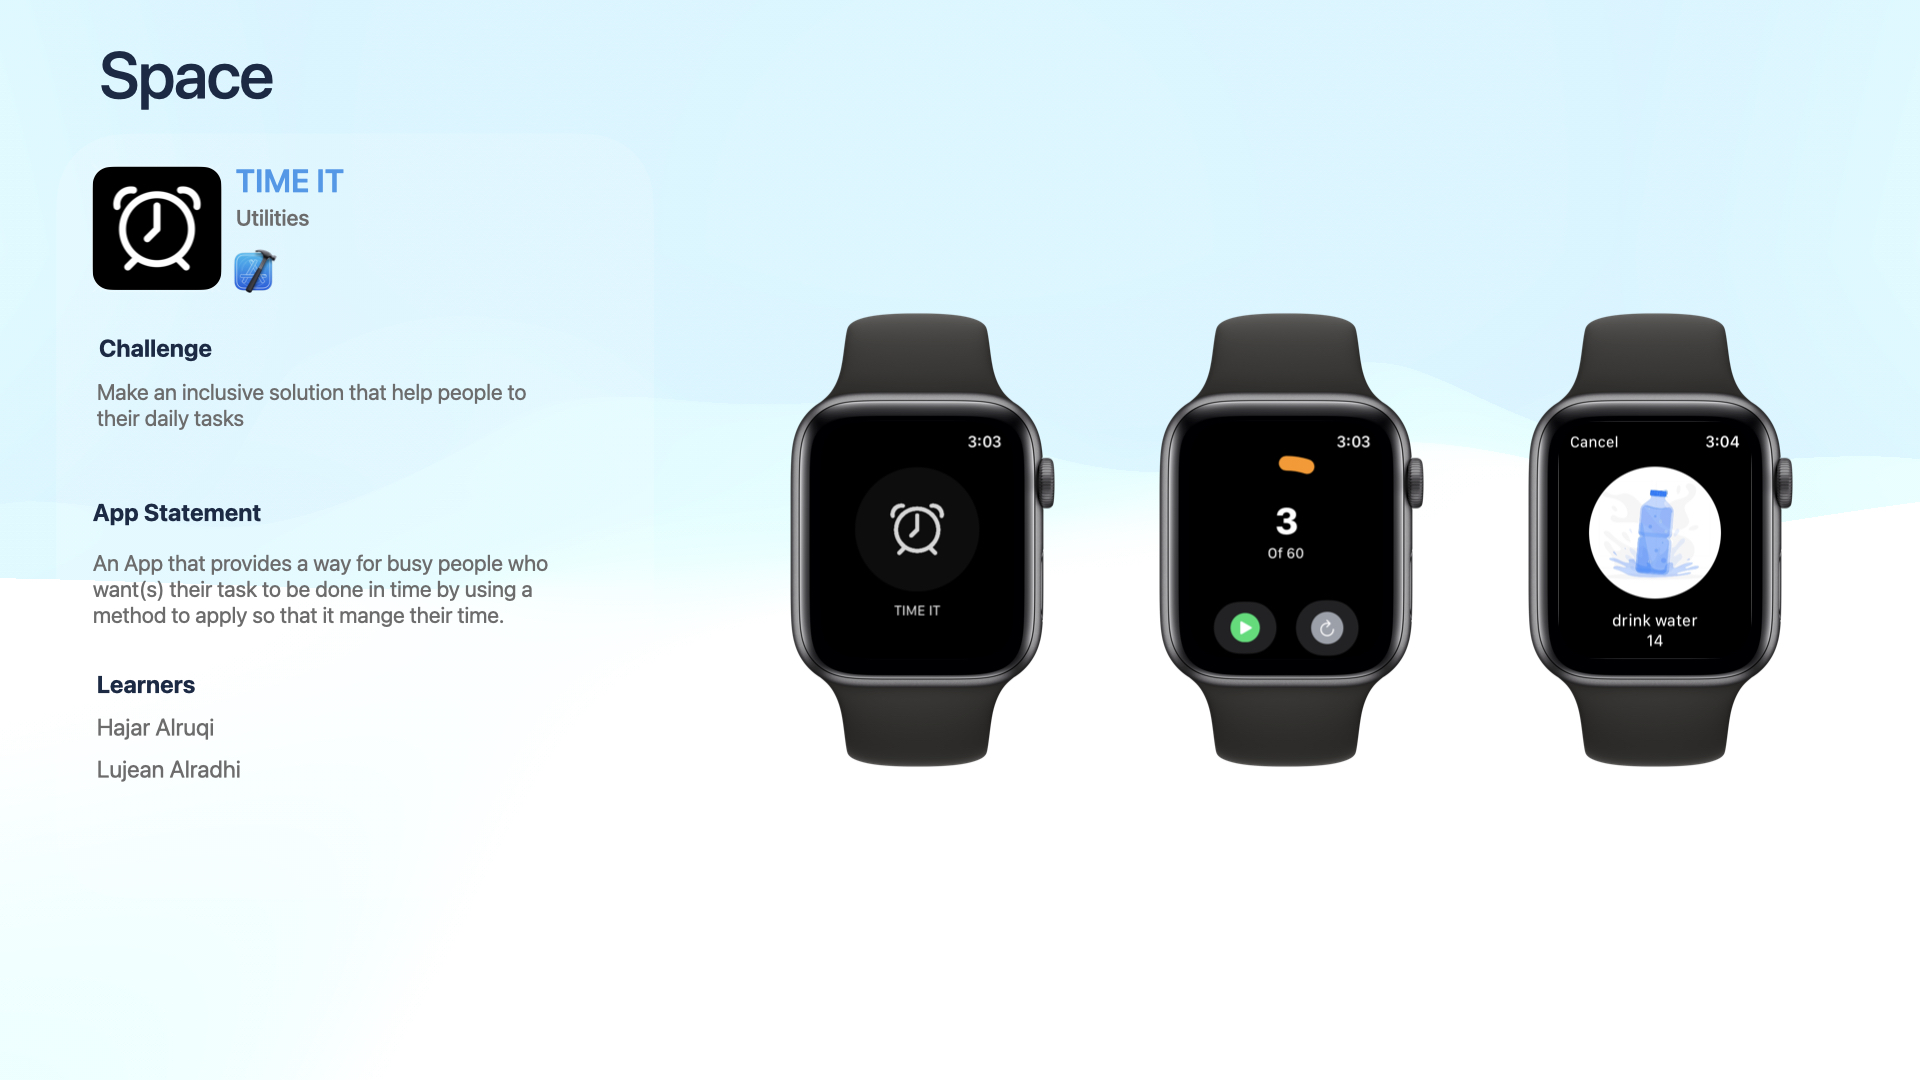 Space
TIME IT
Utilities
Challenge
Make an inclusive solution that help people to
their daily tasks
App Statement
An App that provides a way for busy people who
want(s) their task to be done in time by using a
method to apply so that it mange their time.
Learners
Hajar Alruqi
Lujean Alradhi
3:03
TIME IT
3:03
3
Of 60
Cancel
3:04
drink water
14